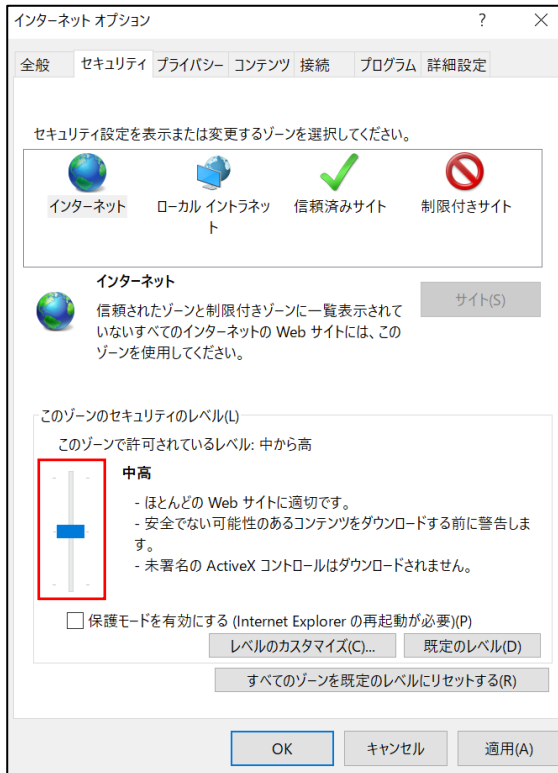 インターネット オプション ? ×
全般 セキュリティ プライバシー コンテンツ 接続 プログラム 詳細設定
セキュリティ設定を表示または変更するゾーンを選択してください。
インターネット ローカル イントラネッ 信頼済みサイト 制限付きサイト
ト
インターネット
サイト(S)
信頼されたゾーンと制限付きゾーンに一覧表示されて
いないすべてのインターネットの Web サイトには、この
ゾーンを使用してください。
このゾーンのセキュリティのレベル(L)
このゾーンで許可されているレベル: 中から高
中高
- ほとんどの Web サイトに適切です。
- 安全でない可能性のあるコンテンツをダウンロードする前に警告しま
す。
- 未署名の ActiveX コントロールはダウンロードされません。
保護モードを有効にする (Internet Explorer の再起動が必要)(P)
レベルのカスタマイズ(C)... 既定のレベル(D)
すべてのゾーンを既定のレベルにリセットする(R)
OK キャンセル 適用(A)